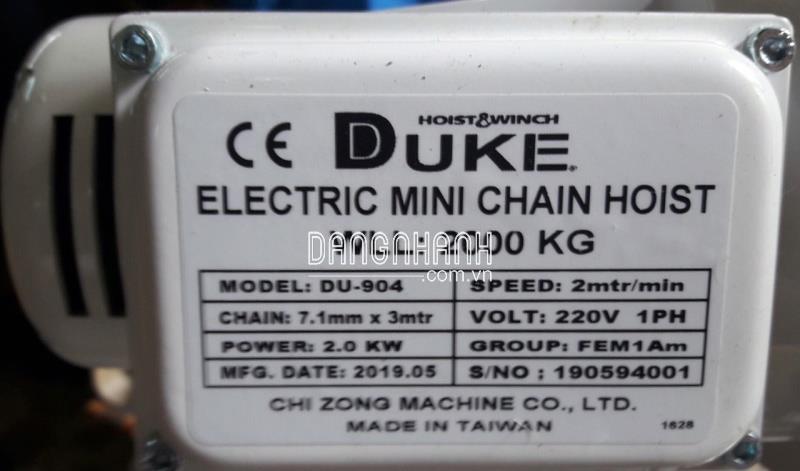 HOIST&WINCH
CE DUKE
ELECTRIC MINI CHAIN HOIST
KG
DANGNHANH
.com.vn
MODEL: DU-904 SPEED: 2mtr/min
CHAIN: 7.1mm x 3mtr VOLT: 220V 1PH
POWER: 2.0 KW GROUP: FEM1Am
MFG. DATE: 2019.05 S/NO : 190594001
CHI ZONG MACHINE CO., LTD.
MADE IN TAIWAN 1628